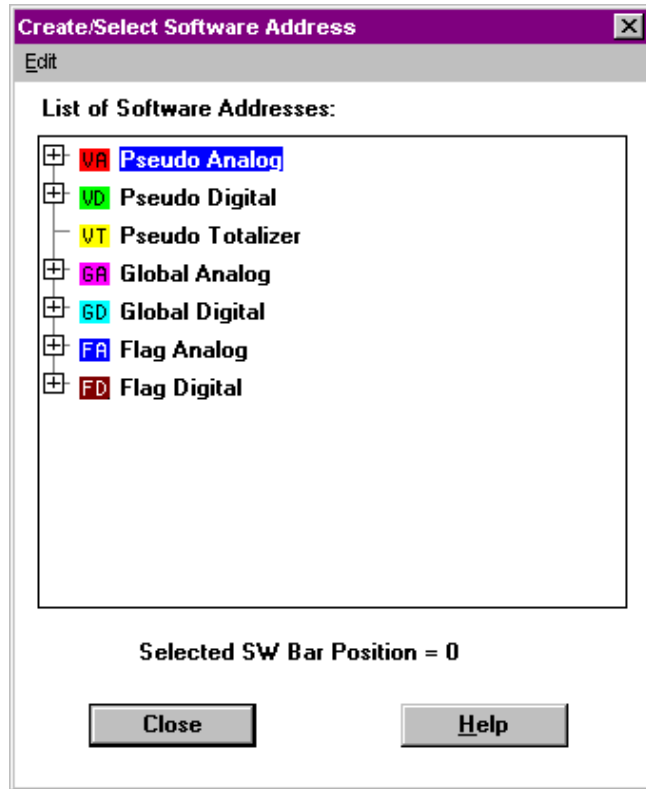 Create/Select Software Address
Edit
List of Software Addresses:
VA Pseudo Analog
VD Pseudo Digital
VT Pseudo Totalizer
GA Global Analog
GD Global Digital
FA Flag Analog
FD Flag Digital
Selected SW Bar Position = 0
Close Help